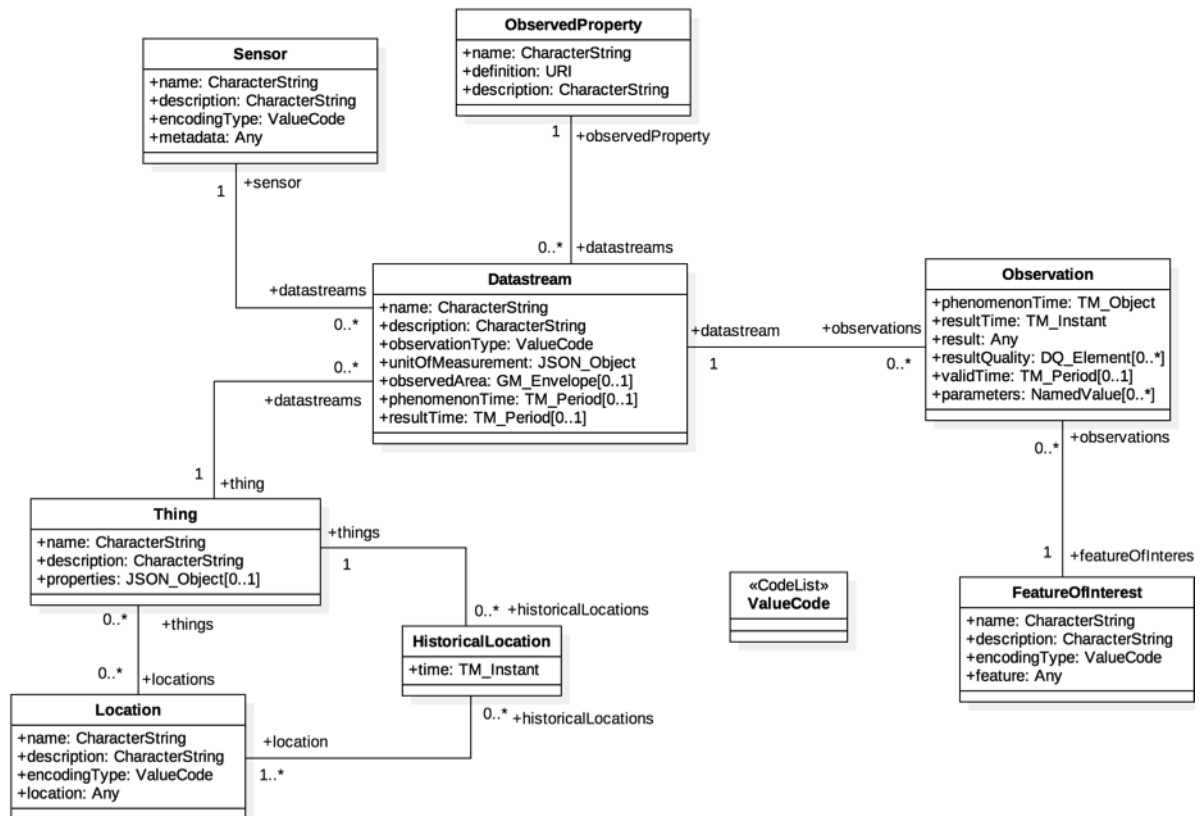 ObservedProperty
+name: CharacterString
+definition: URI
+description: CharacterString
Sensor
+name: CharacterString
+description: CharacterString
+encodingType: ValueCode
+metadata: Any
1
+observedProperty
1
+sensor
0..*
+datastreams
Datastream
+name: CharacterString
+description: CharacterString
+observationType: ValueCode
+unitOfMeasurement: JSON_Object
+observedArea: GM_Envelope[0..1]
+phenomenonTime: TM_Period[0..1]
+resultTime: TM_Period[0..1]
+datastreams
0..*
0..*
+datastreams
+datastream
1
+observations
0..*
Observation
+phenomenonTime: TM_Object
+resultTime: TM_Instant
+result: Any
+resultQuality: DQ_Element[0..*]
+validTime: TM_Period[0..1]
+parameters: NamedValue[0..*]
0..*
+observations
1
+thing
Thing
+name: CharacterString
+description: CharacterString
+properties: JSON_Object[0..1]
+things
1
0..*
+historicalLocations
1
+featureOfInteres
«CodeList»
ValueCode
FeatureOfInterest
+name: CharacterString
+description: CharacterString
+encodingType: ValueCode
+feature: Any
0..*
+things
0..*
+locations
HistoricalLocation
+time: TM_Instant
0..*
+historicalLocations
Location
+name: CharacterString
+description: CharacterString
+encodingType: ValueCode
+location: Any
+location
1..*